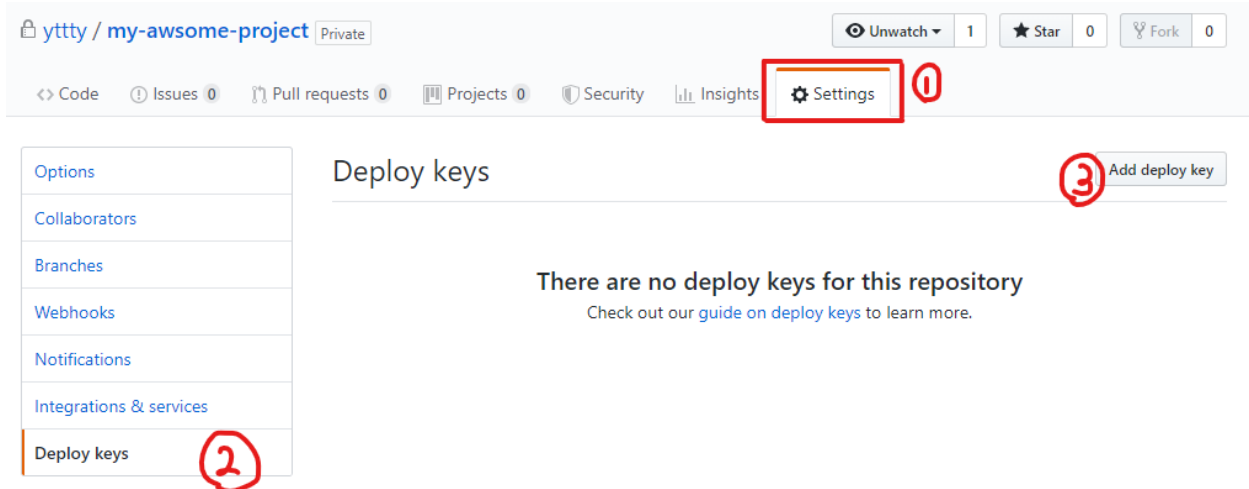 yttty / my-awsome-project Private Unwatch 1 Star 0 Fork 0
Code Issues 0 Pull requests 0 Projects 0 Security Insights Settings 1
Options
Collaborators
Branches
Webhooks
Notifications
Integrations & services
Deploy keys 2
Deploy keys
3 Add deploy key
There are no deploy keys for this repository
Check out our guide on deploy keys to learn more.